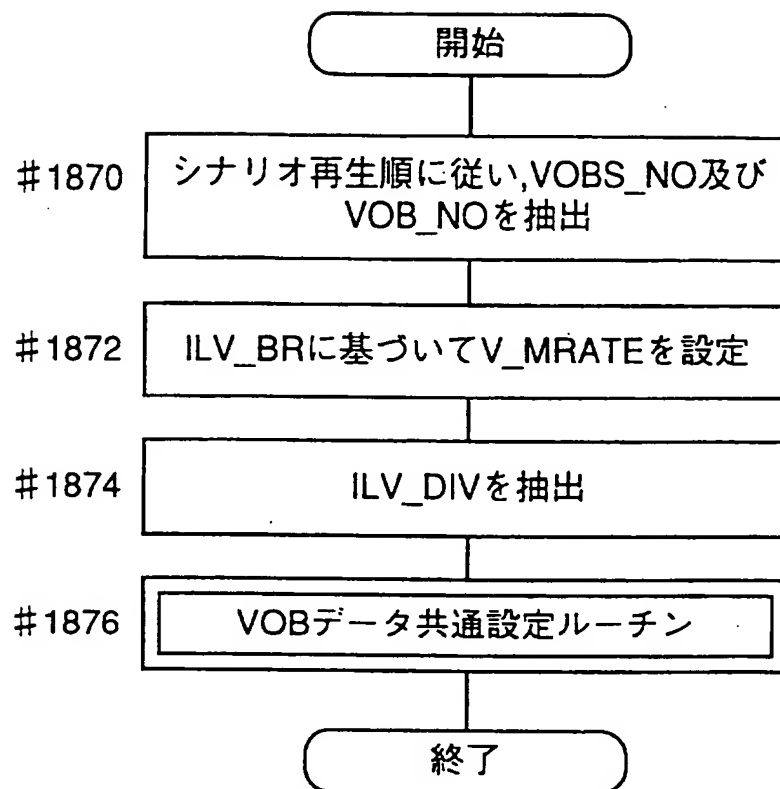 開始
#1870
シナリオ再生順に従い,VOBS_NO及び
VOB_NOを抽出
#1872
ILV_BRに基づいてV_MRATEを設定
#1874
ILV_DIVを抽出
#1876
VOBデータ共通設定ルーチン
終了